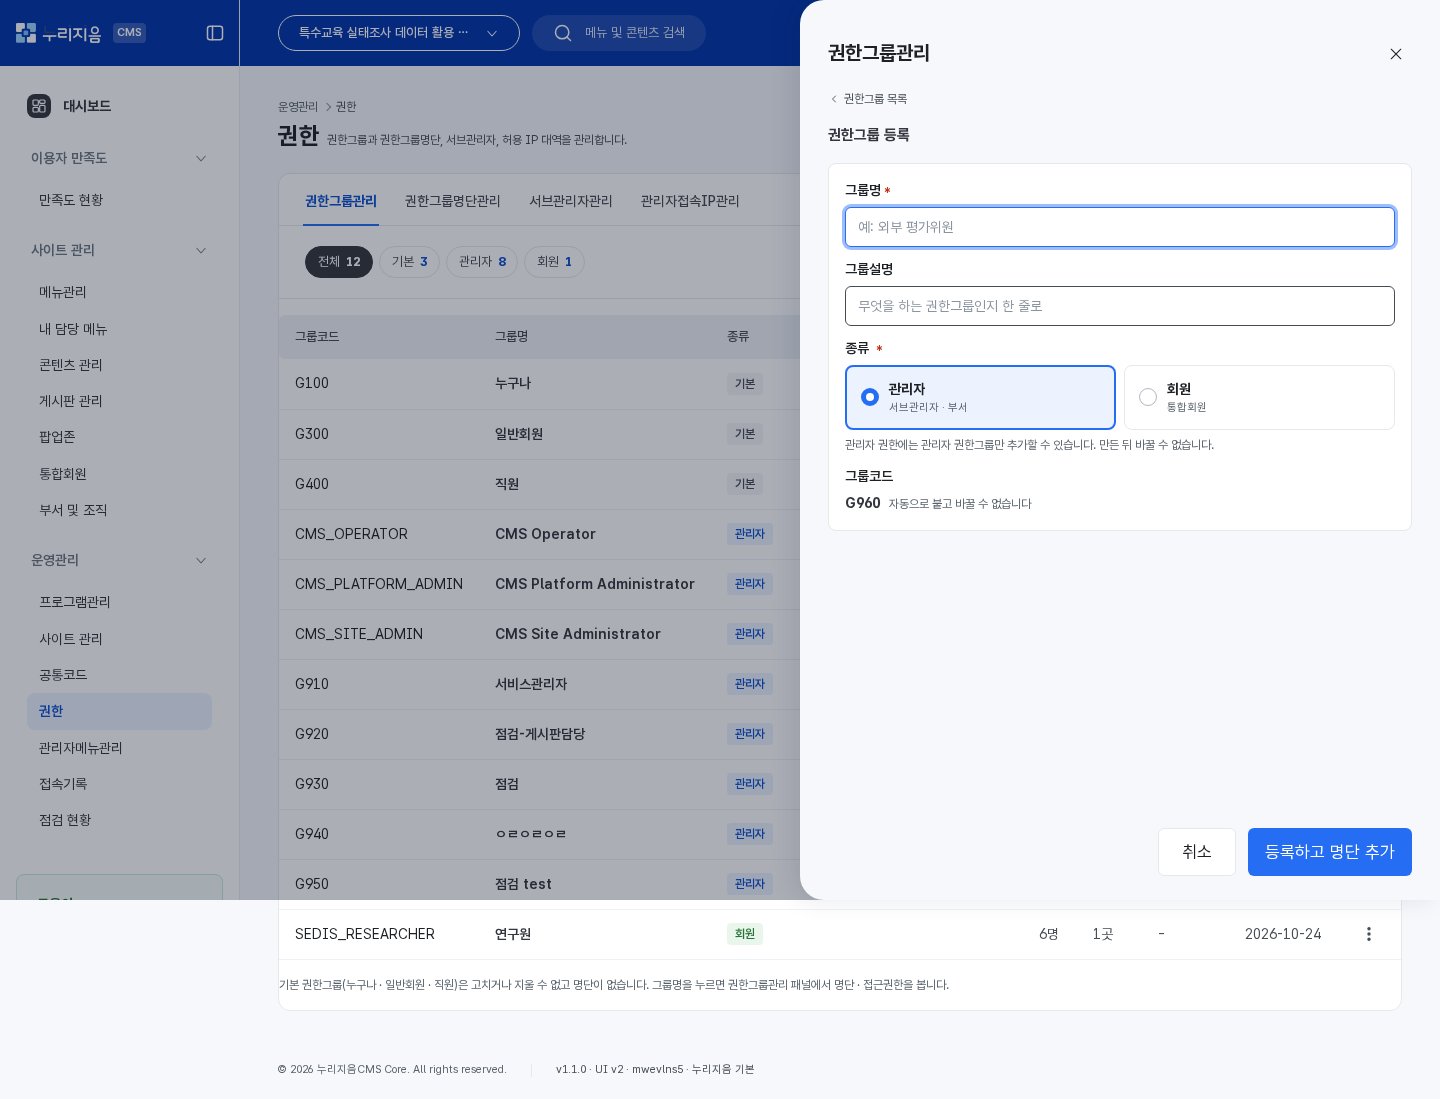 누리지음 CMS
특수교육 실태조사 데이터 활용 …
메뉴 및 콘텐츠 검색
대시보드
이용자 만족도
만족도 현황
사이트 관리
메뉴관리
내 담당 메뉴
콘텐츠 관리
게시판 관리
팝업존
통합회원
부서 및 조직
운영관리
프로그램관리
사이트 관리
공통코드
권한
관리자메뉴관리
접속기록
점검 현황
운영관리 > 권한
권한 권한그룹과 권한그룹명단, 서브관리자, 허용 IP 대역을 관리합니다.
권한그룹관리 권한그룹명단관리 서브관리자관리 관리자접속IP관리
전체 12 기본 3 관리자 8 회원 1
그룹코드 그룹명 종류
G100 누구나 기본
G300 일반회원 기본
G400 직원 기본
CMS_OPERATOR CMS Operator 관리자
CMS_PLATFORM_ADMIN CMS Platform Administrator 관리자
CMS_SITE_ADMIN CMS Site Administrator 관리자
G910 서비스관리자 관리자
G920 점검-게시판담당 관리자
G930 점검 관리자
G940 ㅇㄹㅇㄹㅇㄹ 관리자
G950 점검 test 관리자
SEDIS_RESEARCHER 연구원 회원 6명 1곳 - 2026-10-24
기본 권한그룹(누구나 · 일반회원 · 직원)은 고치거나 지울 수 없고 명단이 없습니다. 그룹명을 누르면 권한그룹관리 패널에서 명단 · 접근권한을 봅니다.
© 2026 누리지음CMS Core. All rights reserved. v1.1.0 · UI v2 · mwevlns5 · 누리지음 기본
권한그룹관리
권한그룹 목록
권한그룹 등록
그룹명 *
예: 외부 평가위원
그룹설명
무엇을 하는 권한그룹인지 한 줄로
종류 *
관리자
서브관리자 · 부서
회원
통합회원
관리자 권한에는 관리자 권한그룹만 추가할 수 있습니다. 만든 뒤 바꿀 수 없습니다.
그룹코드
G960 자동으로 붙고 바꿀 수 없습니다
취소 등록하고 명단 추가